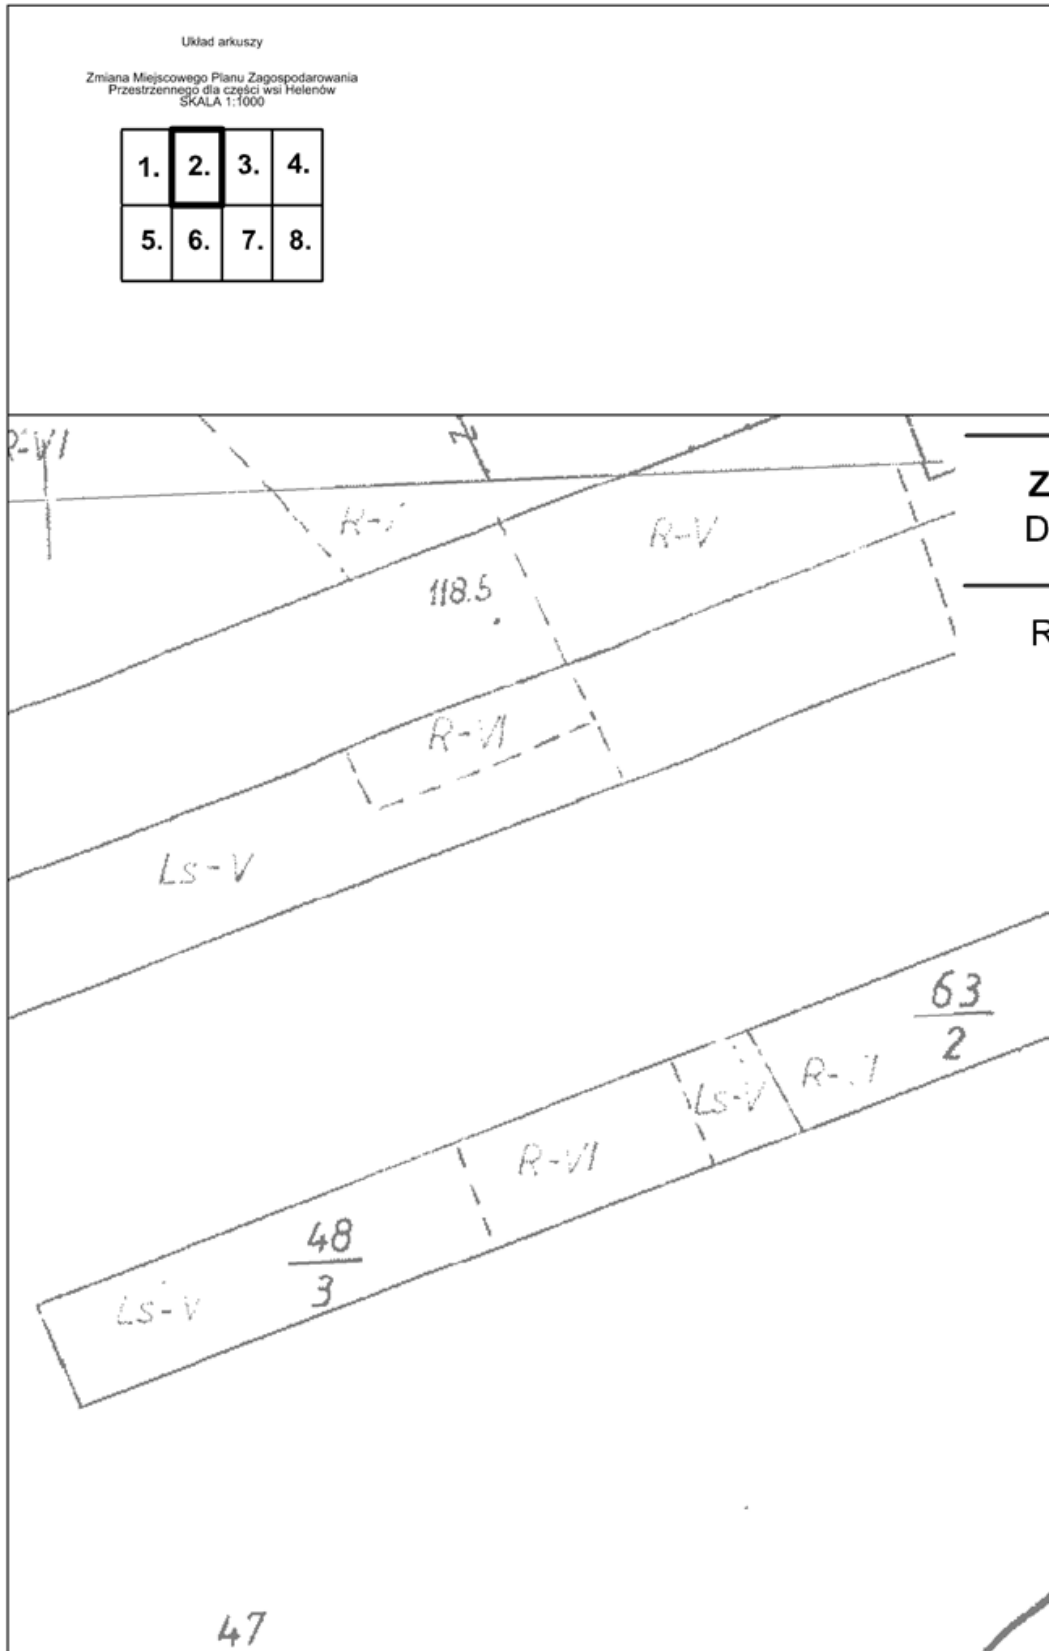 Układ arkuszy
Zmiana Miejscowego Planu Zagospodarowania
Przestrzennego dla części wsi Helenów
SKALA 1:1000
1. 2. 3. 4.
5. 6. 7. 8.
R-VI
Z
D
R-V
118.5
R
R-VI
Ls-V
63
2
Ls-V
R-VI
48
3
Ls-V
47